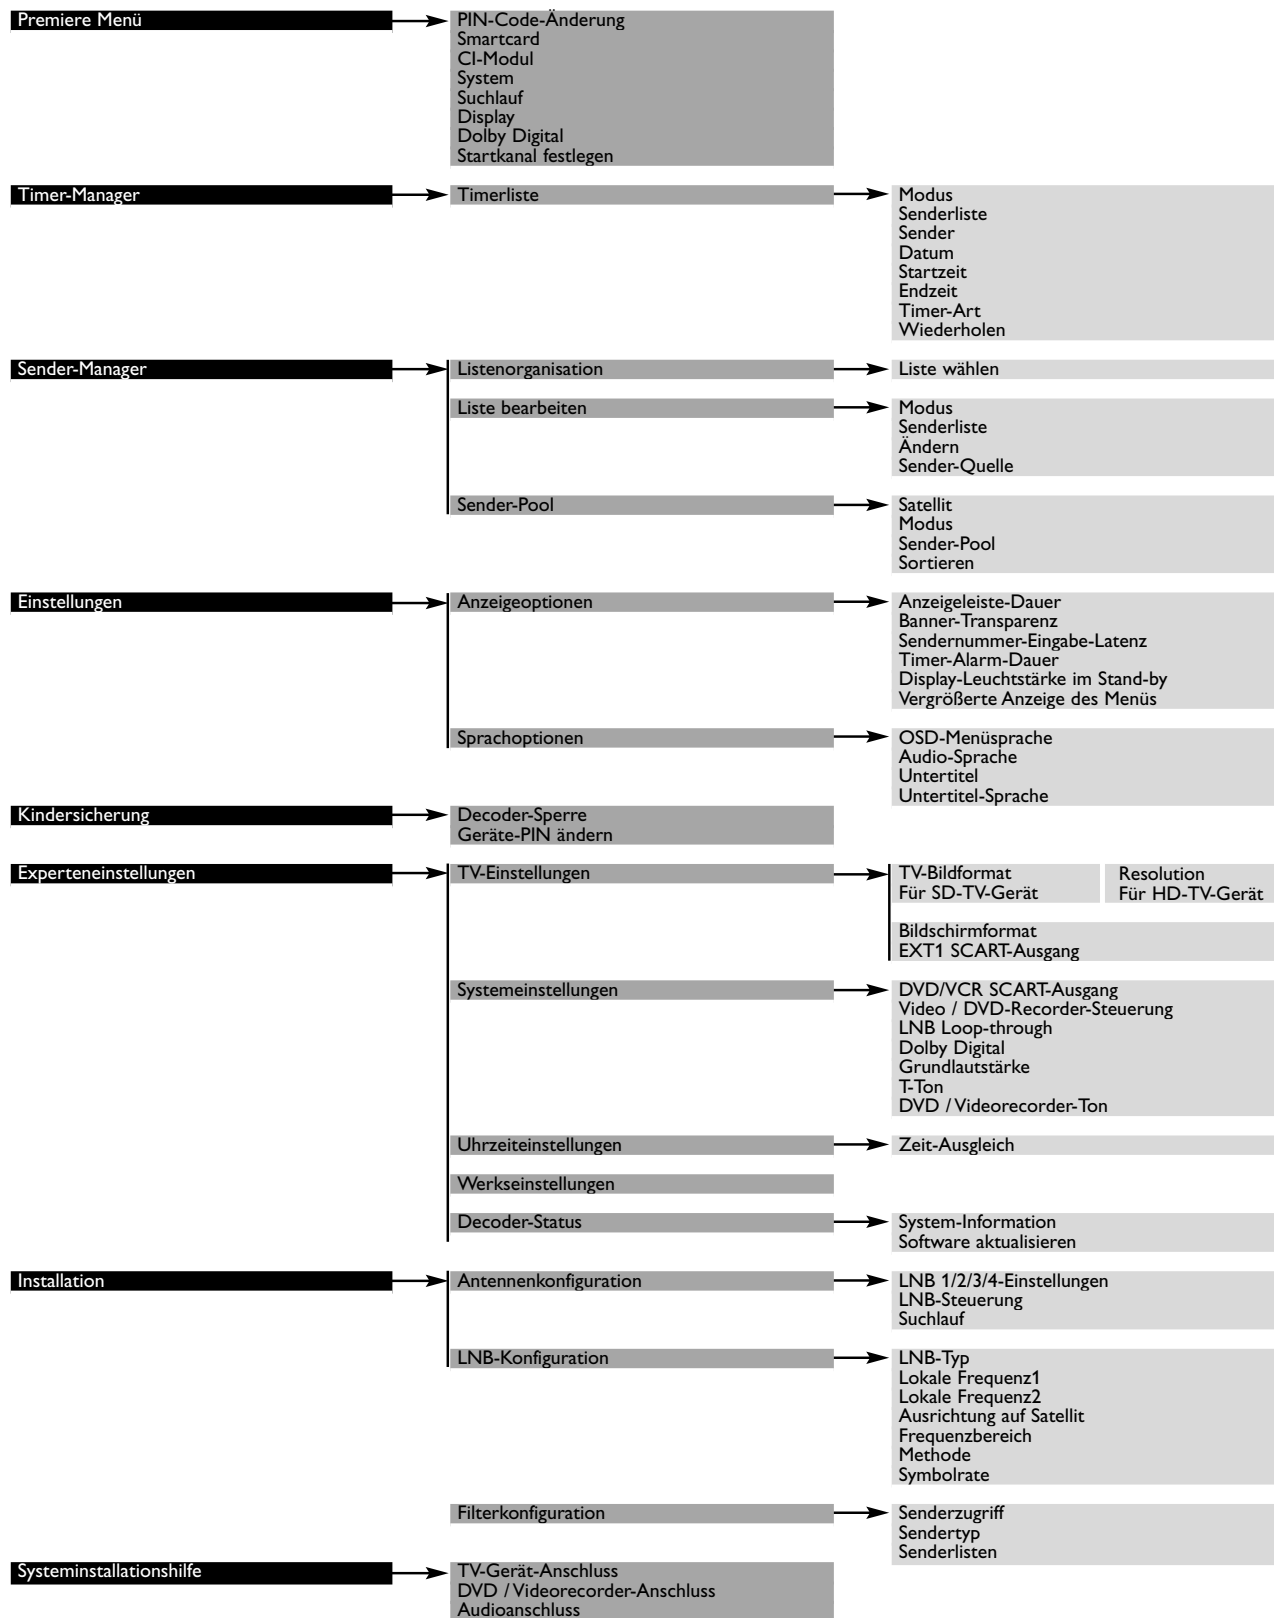 Premiere Menü
PIN-Code-Änderung
Smartcard
CI-Modul
System
Suchlauf
Display
Dolby Digital
Startkanal festlegen
Timer-Manager
Timerliste
Modus
Senderliste
Sender
Datum
Startzeit
Endzeit
Timer-Art
Wiederholen
Sender-Manager
Listenorganisation
Liste wählen
Liste bearbeiten
Modus
Senderliste
Ändern
Sender-Quelle
Sender-Pool
Satellit
Modus
Sender-Pool
Sortieren
Einstellungen
Anzeigeoptionen
Anzeigeleiste-Dauer
Banner-Transparenz
Sendernummer-Eingabe-Latenz
Timer-Alarm-Dauer
Display-Leuchtstärke im Stand-by
Vergrößerte Anzeige des Menüs
Sprachoptionen
OSD-Menüsprache
Audio-Sprache
Untertitel
Untertitel-Sprache
Kindersicherung
Decoder-Sperre
Geräte-PIN ändern
Experteneinstellungen
TV-Einstellungen
TV-Bildformat
Für SD-TV-Gerät
Resolution
Für HD-TV-Gerät
Bildschirmformat
EXT1 SCART-Ausgang
Systemeinstellungen
DVD/VCR SCART-Ausgang
Video / DVD-Recorder-Steuerung
LNB Loop-through
Dolby Digital
Grundlautstärke
T-Ton
DVD / Videorecorder-Ton
Uhrzeiteinstellungen
Zeit-Ausgleich
Werkseinstellungen
Decoder-Status
System-Information
Software aktualisieren
Installation
Antennenkonfiguration
LNB 1/2/3/4-Einstellungen
LNB-Steuerung
Suchlauf
LNB-Konfiguration
LNB-Typ
Lokale Frequenz1
Lokale Frequenz2
Ausrichtung auf Satellit
Frequenzbereich
Methode
Symbolrate
Filterkonfiguration
Senderzugriff
Sendertyp
Senderlisten
Systeminstallationshilfe
TV-Gerät-Anschluss
DVD / Videorecorder-Anschluss
Audioanschluss